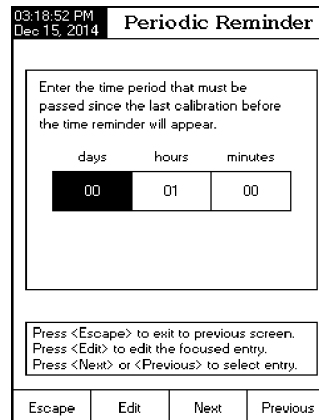 03:18:52 PM
Dec 15, 2014
Periodic Reminder
Enter the time period that must be
passed since the last calibration before
the time reminder will appear.
days hours minutes
00 01 00
Press <Escape> to exit to previous screen.
Press <Edit> to edit the focused entry.
Press <Next> or <Previous> to select entry.
Escape Edit Next Previous